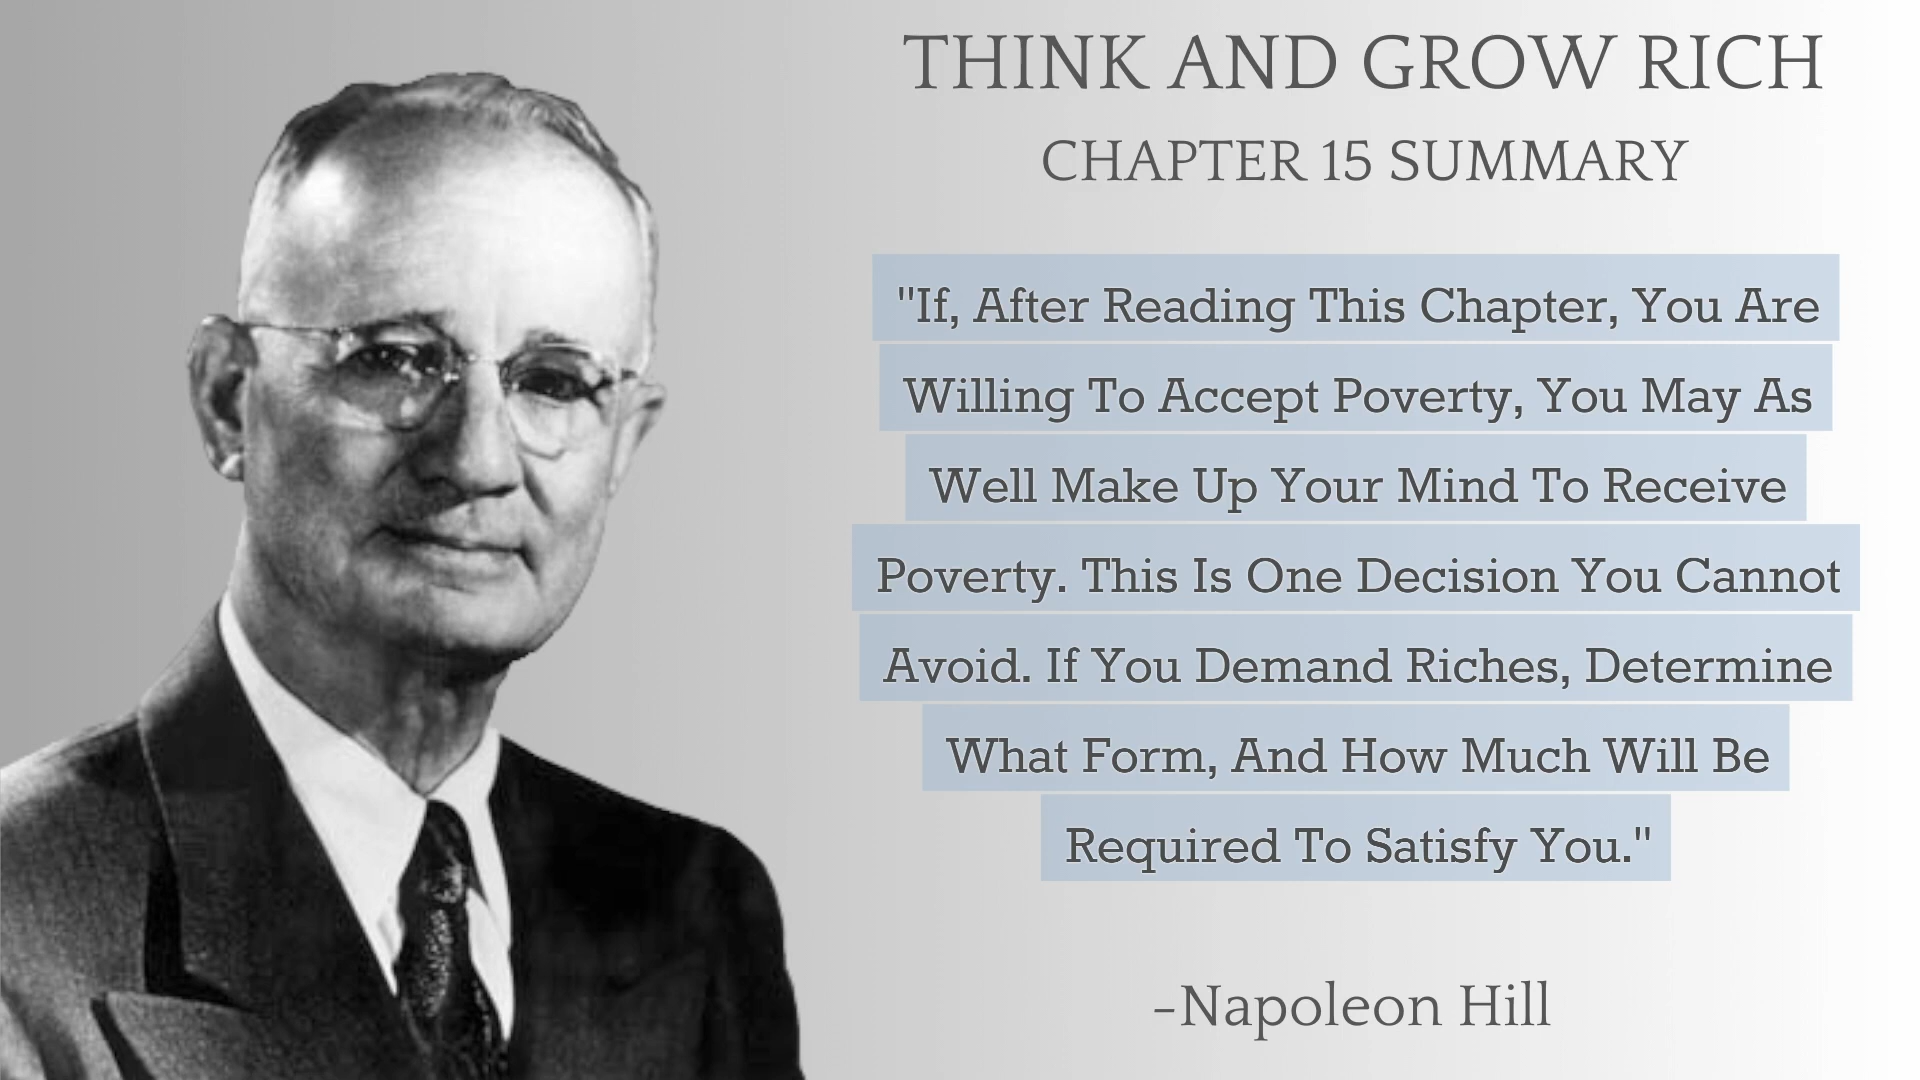 THINK AND GROW RICH
CHAPTER 15 SUMMARY
"If, After Reading This Chapter, You Are
Willing To Accept Poverty, You May As
Well Make Up Your Mind To Receive
Poverty. This Is One Decision You Cannot
Avoid. If You Demand Riches, Determine
What Form, And How Much Will Be
Required To Satisfy You."
-Napoleon Hill